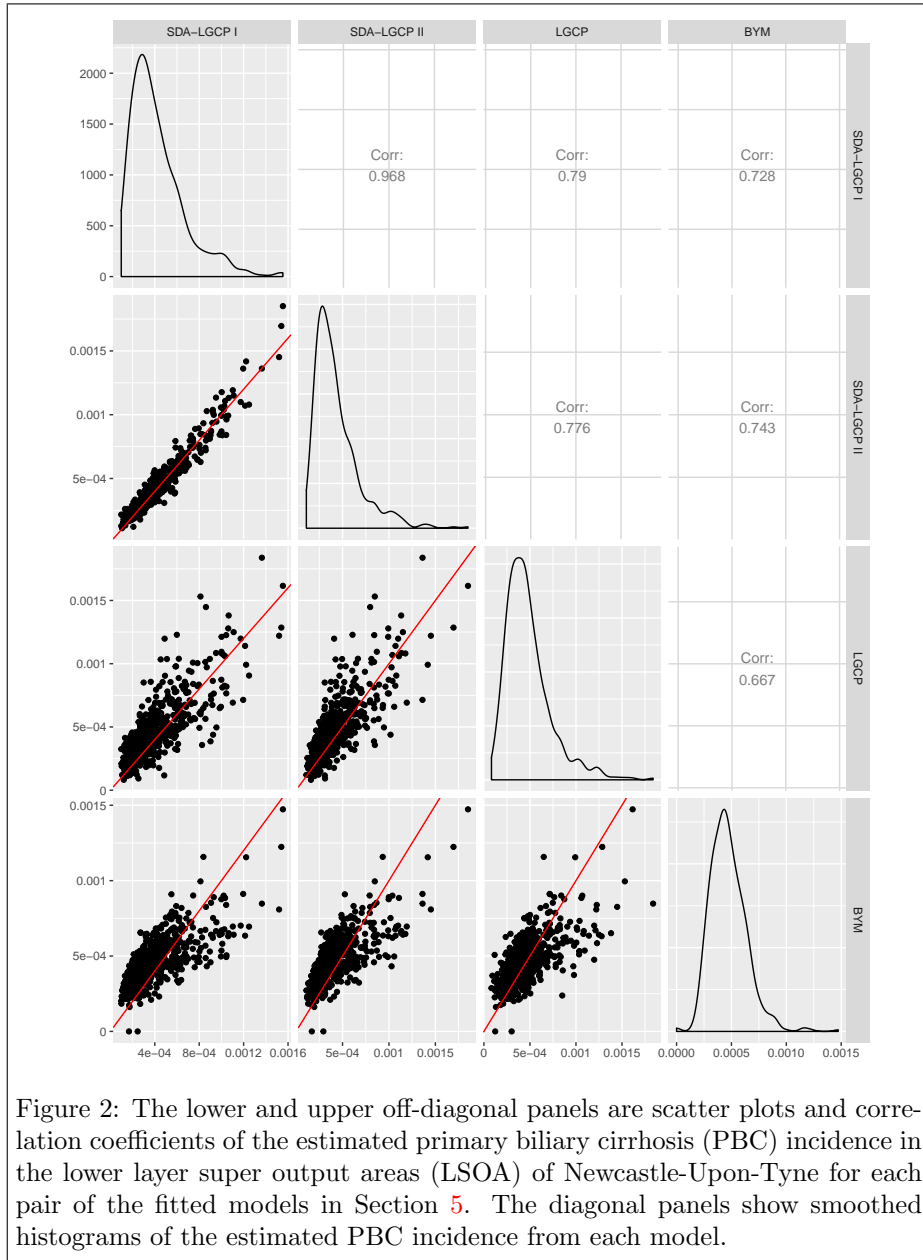 SDA−LGCP I
SDA−LGCP II
LGCP
BYM
2000
1500
1000
500
0
Corr:
0.968
Corr:
0.79
Corr:
0.728
SDA−LGCP I
0.0015
0.001
5e−04
Corr:
0.776
Corr:
0.743
SDA−LGCP II
0.0015
0.001
5e−04
0
Corr:
0.667
LGCP
0.0015
0.001
5e−04
0
BYM
4e−04
8e−04
0.0012
0.0016
5e−04
0.001
0.0015
0
5e−04
0.001
0.0015
0.0000
0.0005
0.0010
0.0015
Figure 2: The lower and upper off-diagonal panels are scatter plots and corre-
lation coefficients of the estimated primary biliary cirrhosis (PBC) incidence in
the lower layer super output areas (LSOA) of Newcastle-Upon-Tyne for each
pair of the fitted models in Section 5. The diagonal panels show smoothed
histograms of the estimated PBC incidence from each model.